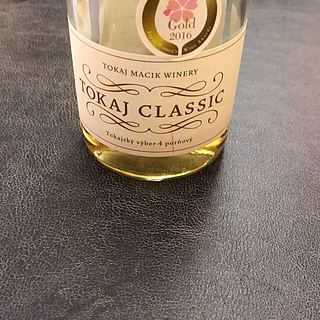 Gold
2016
TOKAJ MACIK WINERY
TOKAJ CLASSIC
Tokajský výber 4 putňový